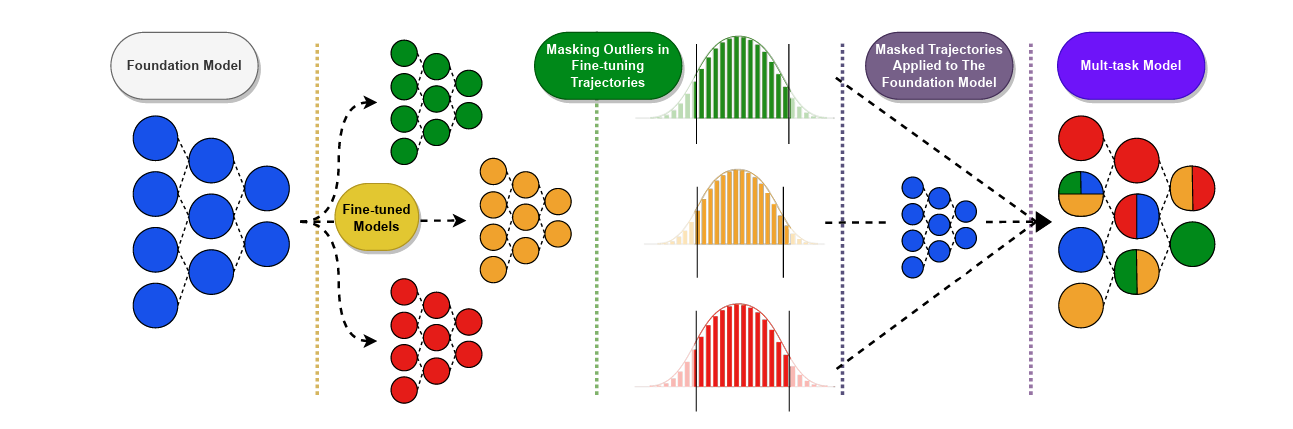 Foundation Model
Fine-tuned
Models
Masking Outliers in
Fine-tuning
Trajectories
Masked Trajectories
Applied to The
Foundation Model
Mult-task Model